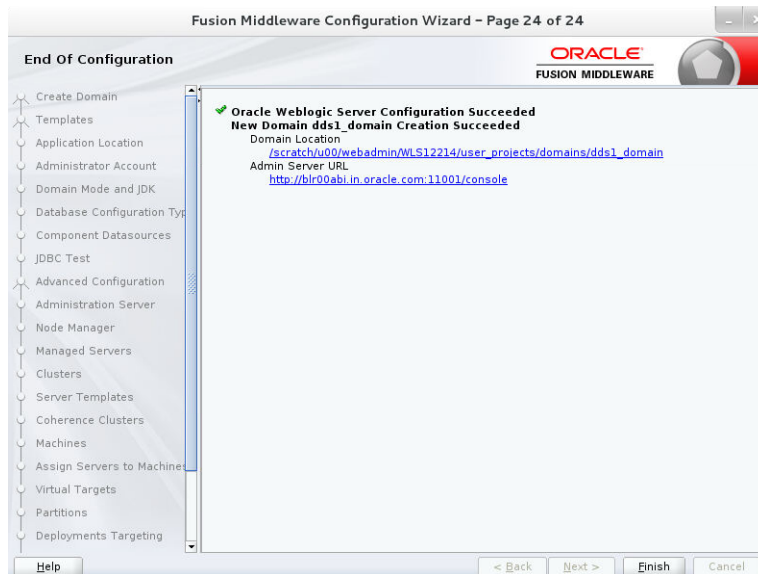 Fusion Middleware Configuration Wizard – Page 24 of 24
End Of Configuration
ORACLE
FUSION MIDDLEWARE
Create Domain
Templates
Application Location
Administrator Account
Domain Mode and JDK
Database Configuration Typ
Component Datasources
JDBC Test
Advanced Configuration
Administration Server
Node Manager
Managed Servers
Clusters
Server Templates
Coherence Clusters
Machines
Assign Servers to Machines
Virtual Targets
Partitions
Deployments Targeting
Oracle Weblogic Server Configuration Succeeded
New Domain dds1_domain Creation Succeeded
Domain Location
/scratch/u00/webadmin/WLS12214/user_projects/domains/dds1_domain
Admin Server URL
http://blr00abi.in.oracle.com:11001/console
Help
< Back
Next >
Finish
Cancel